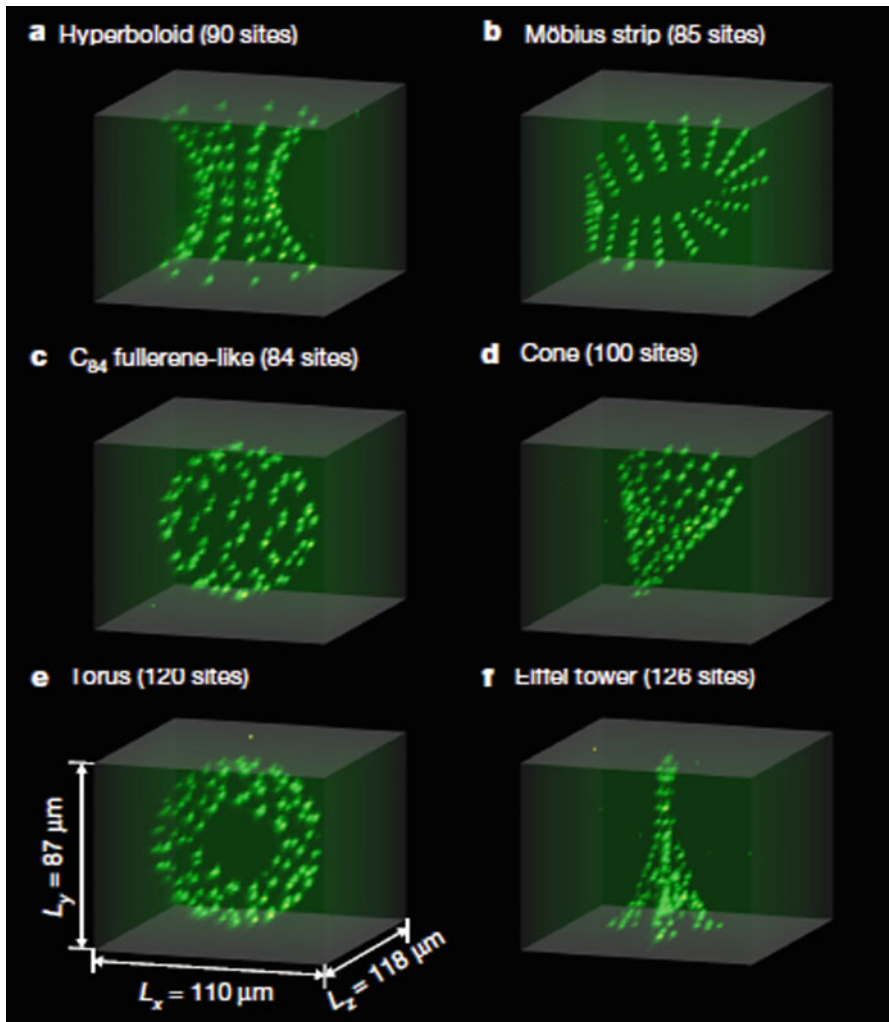 a Hyperboloid (90 sites)
b Möbius strip (85 sites)
c C84 fullerene-like (84 sites)
d Cone (100 sites)
e Torus (120 sites)
f Eiffel tower (126 sites)
Ly = 87 µm
Lx = 110 µm
Lz = 118 µm